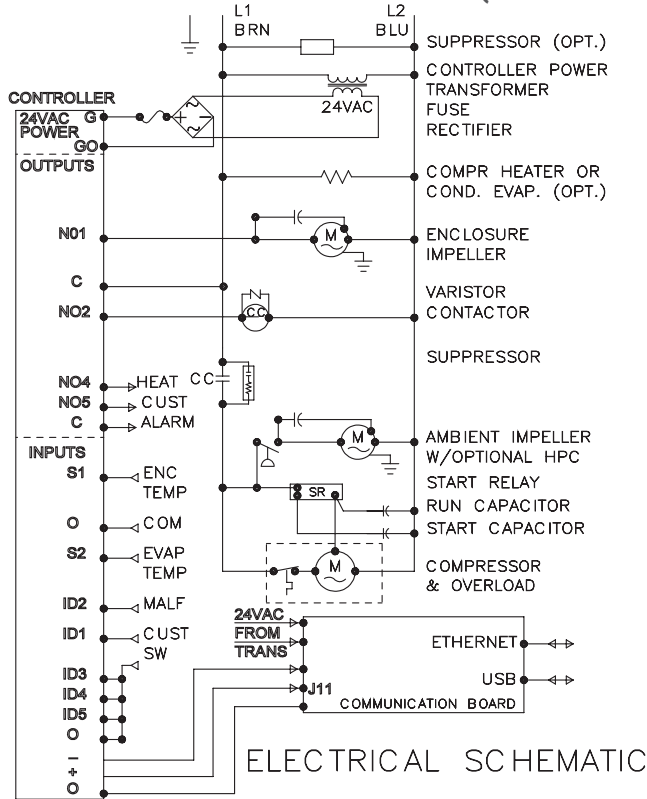 L1
BRN
L2
BLU
SUPPRESSOR (OPT.)
CONTROLLER POWER
TRANSFORMER
FUSE
RECTIFIER
24VAC
CONTROLLER
24VAC G
POWER
GO
+
OUTPUTS
COMPR HEATER OR
COND. EVAP. (OPT.)
N01
M
ENCLOSURE
IMPELLER
C
NO2
CC
VARISTOR
CONTACTOR
SUPPRESSOR
CC
NO4
HEAT
NO5
CUST
C
ALARM
M
AMBIENT IMPELLER
W/OPTIONAL HPC
INPUTS
S1
ENC
TEMP
SR
START RELAY
RUN CAPACITOR
START CAPACITOR
O
COM
S2
EVAP
TEMP
M
COMPRESSOR
& OVERLOAD
ID2
MALF
ID1
CUST
SW
ID3
ID4
ID5
O
-
+
O
24VAC
FROM
TRANS
J11
ETHERNET
USB
COMMUNICATION BOARD
ELECTRICAL SCHEMATIC